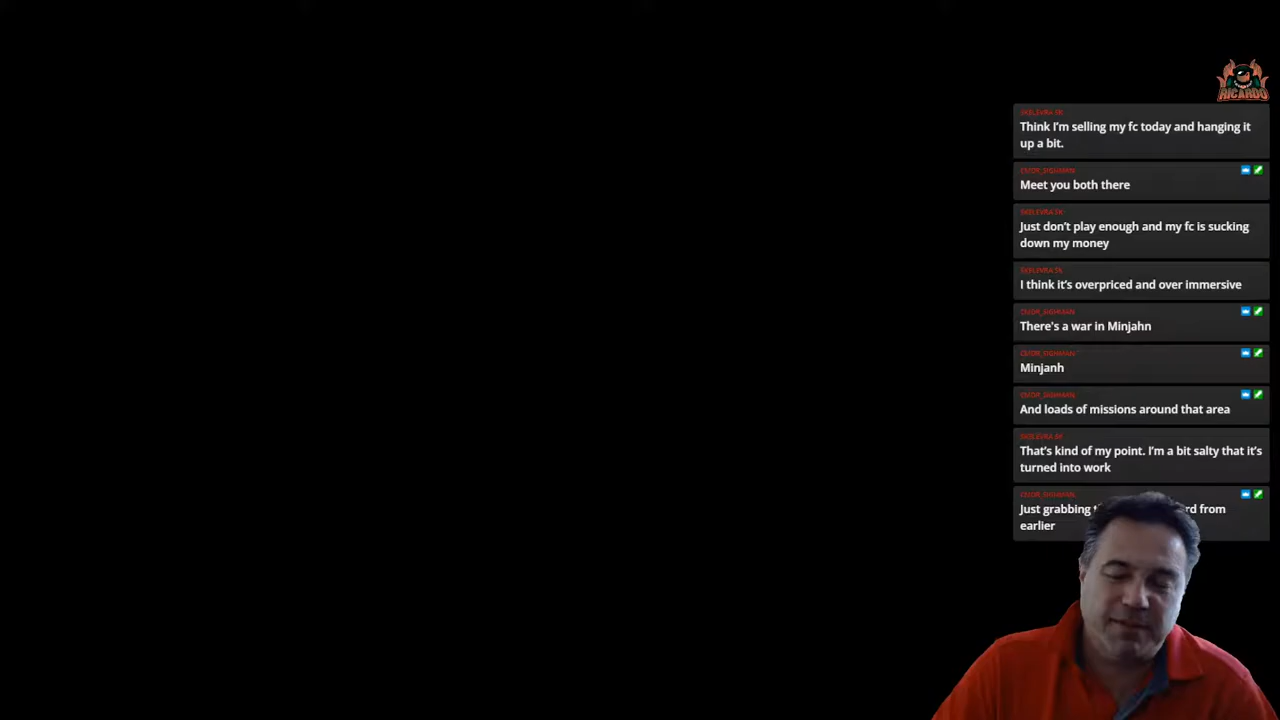 RICARDO
Think I'm selling my fc today and hanging it
up a bit.
Meet you both there
Just don't play enough and my fc is sucking
down my money
I think it's overpriced and over immersive
There's a war in Minjahn
Minjanh
And loads of missions around that area
That's kind of my point. I'm a bit salty that it's
turned into work
Just grabbing from
earlier